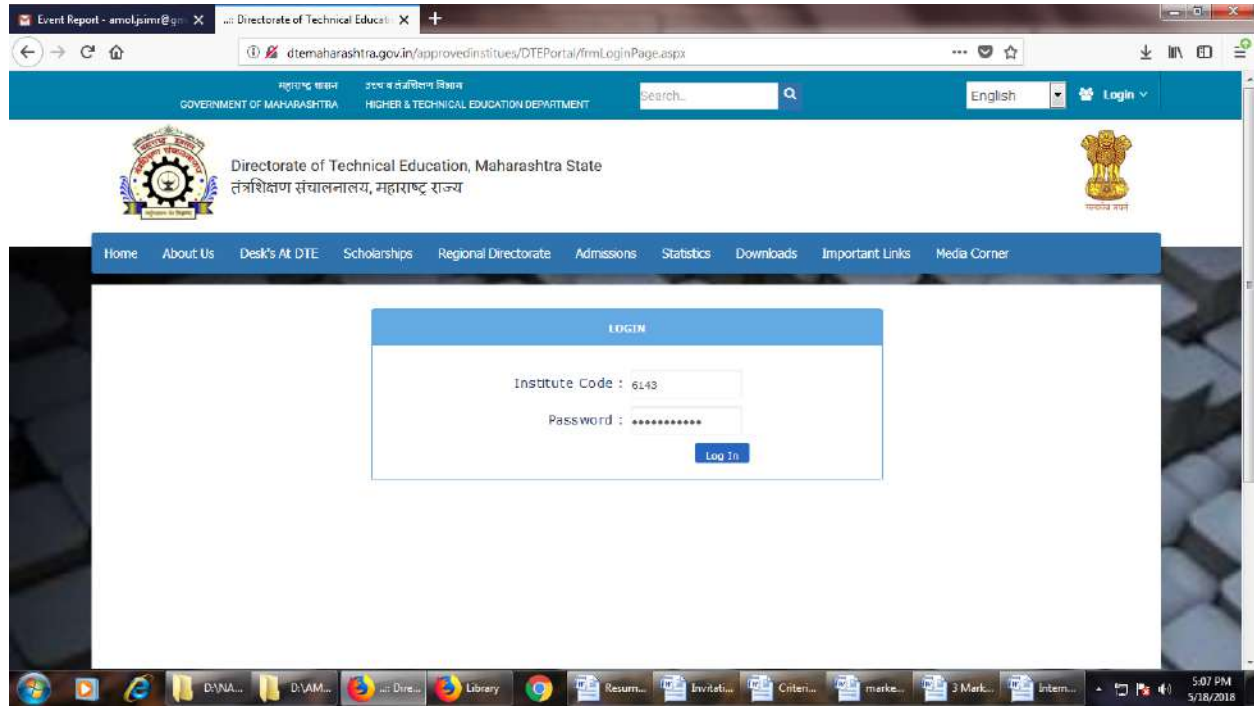 Event Report - amol.jsimr@gm
..:: Directorate of Technical Educati
dtemaharashtra.gov.in/approvedinstitues/DTEPortal/frmLoginPage.aspx
महाराष्ट्र शासन
उच्च व तंत्रशिक्षण विभाग
GOVERNMENT OF MAHARASHTRA
HIGHER & TECHNICAL EDUCATION DEPARTMENT
Search..
English
Login
Directorate of Technical Education, Maharashtra State
तंत्रशिक्षण संचालनालय, महाराष्ट्र राज्य
सत्यमेव जयते
Home About Us Desk's At DTE Scholarships Regional Directorate Admissions Statistics Downloads Important Links Media Corner
LOGIN
Institute Code : 6143
Password : •••••••••••
Log In
D:\NA... D:\AM... ..:: Dire... Library Resum... Invitati... Criteri... marke... 3 Mark... Intern...
5:07 PM
5/18/2018